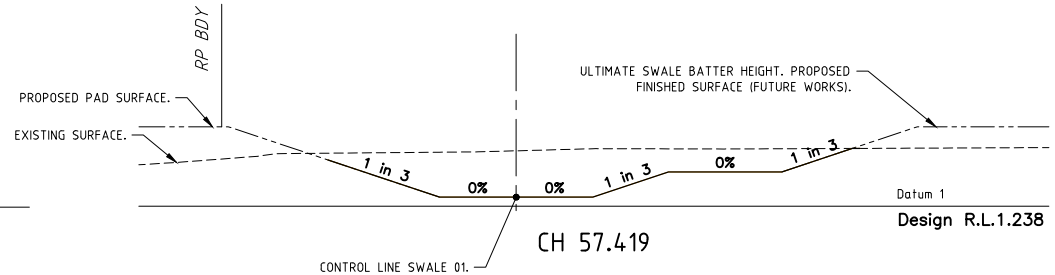 RP BDY
ULTIMATE SWALE BATTER HEIGHT. PROPOSED
FINISHED SURFACE (FUTURE WORKS).
PROPOSED PAD SURFACE.
EXISTING SURFACE.
1 in 3
0%
0%
1 in 3
0%
1 in 3
Datum 1
Design R.L.1.238
CH 57.419
CONTROL LINE SWALE 01.